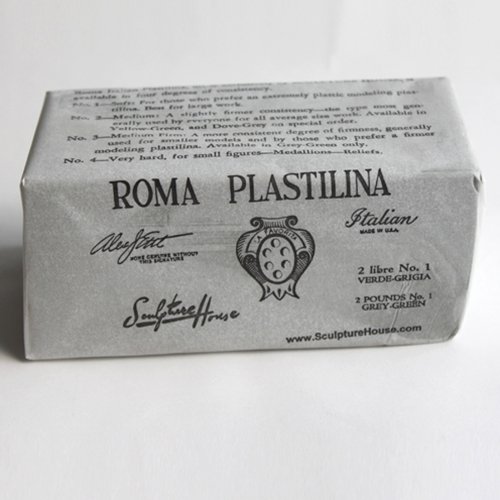 Roma Italian Plastilina,
available in four degrees of consistency.
No. 1—Soft: For those who prefer an extremely plastic modeling plas-
tilina. Best for large work.
No. 2—Medium: A slightly firmer consistency—the type most gen-
erally used by everyone for all average size work. Available in
Yellow-Green, and Dove-Grey on special order.
No. 3—Medium Firm: A more consistent degree of firmness, generally
used for smaller models and by those who prefer a firmer
modeling plastilina. Available in Grey-Green only.
No. 4—Very hard, for small figures—Medallions—Reliefs.
ROMA PLASTILINA
NONE GENUINE WITHOUT
THIS SIGNATURE
LA FAVORITA
Italian
MADE IN U.S.A.
2 libre No. 1
VERDE-GRIGIA
2 POUNDS No. 1
GREY-GREEN
Sculpture House
www.SculptureHouse.com